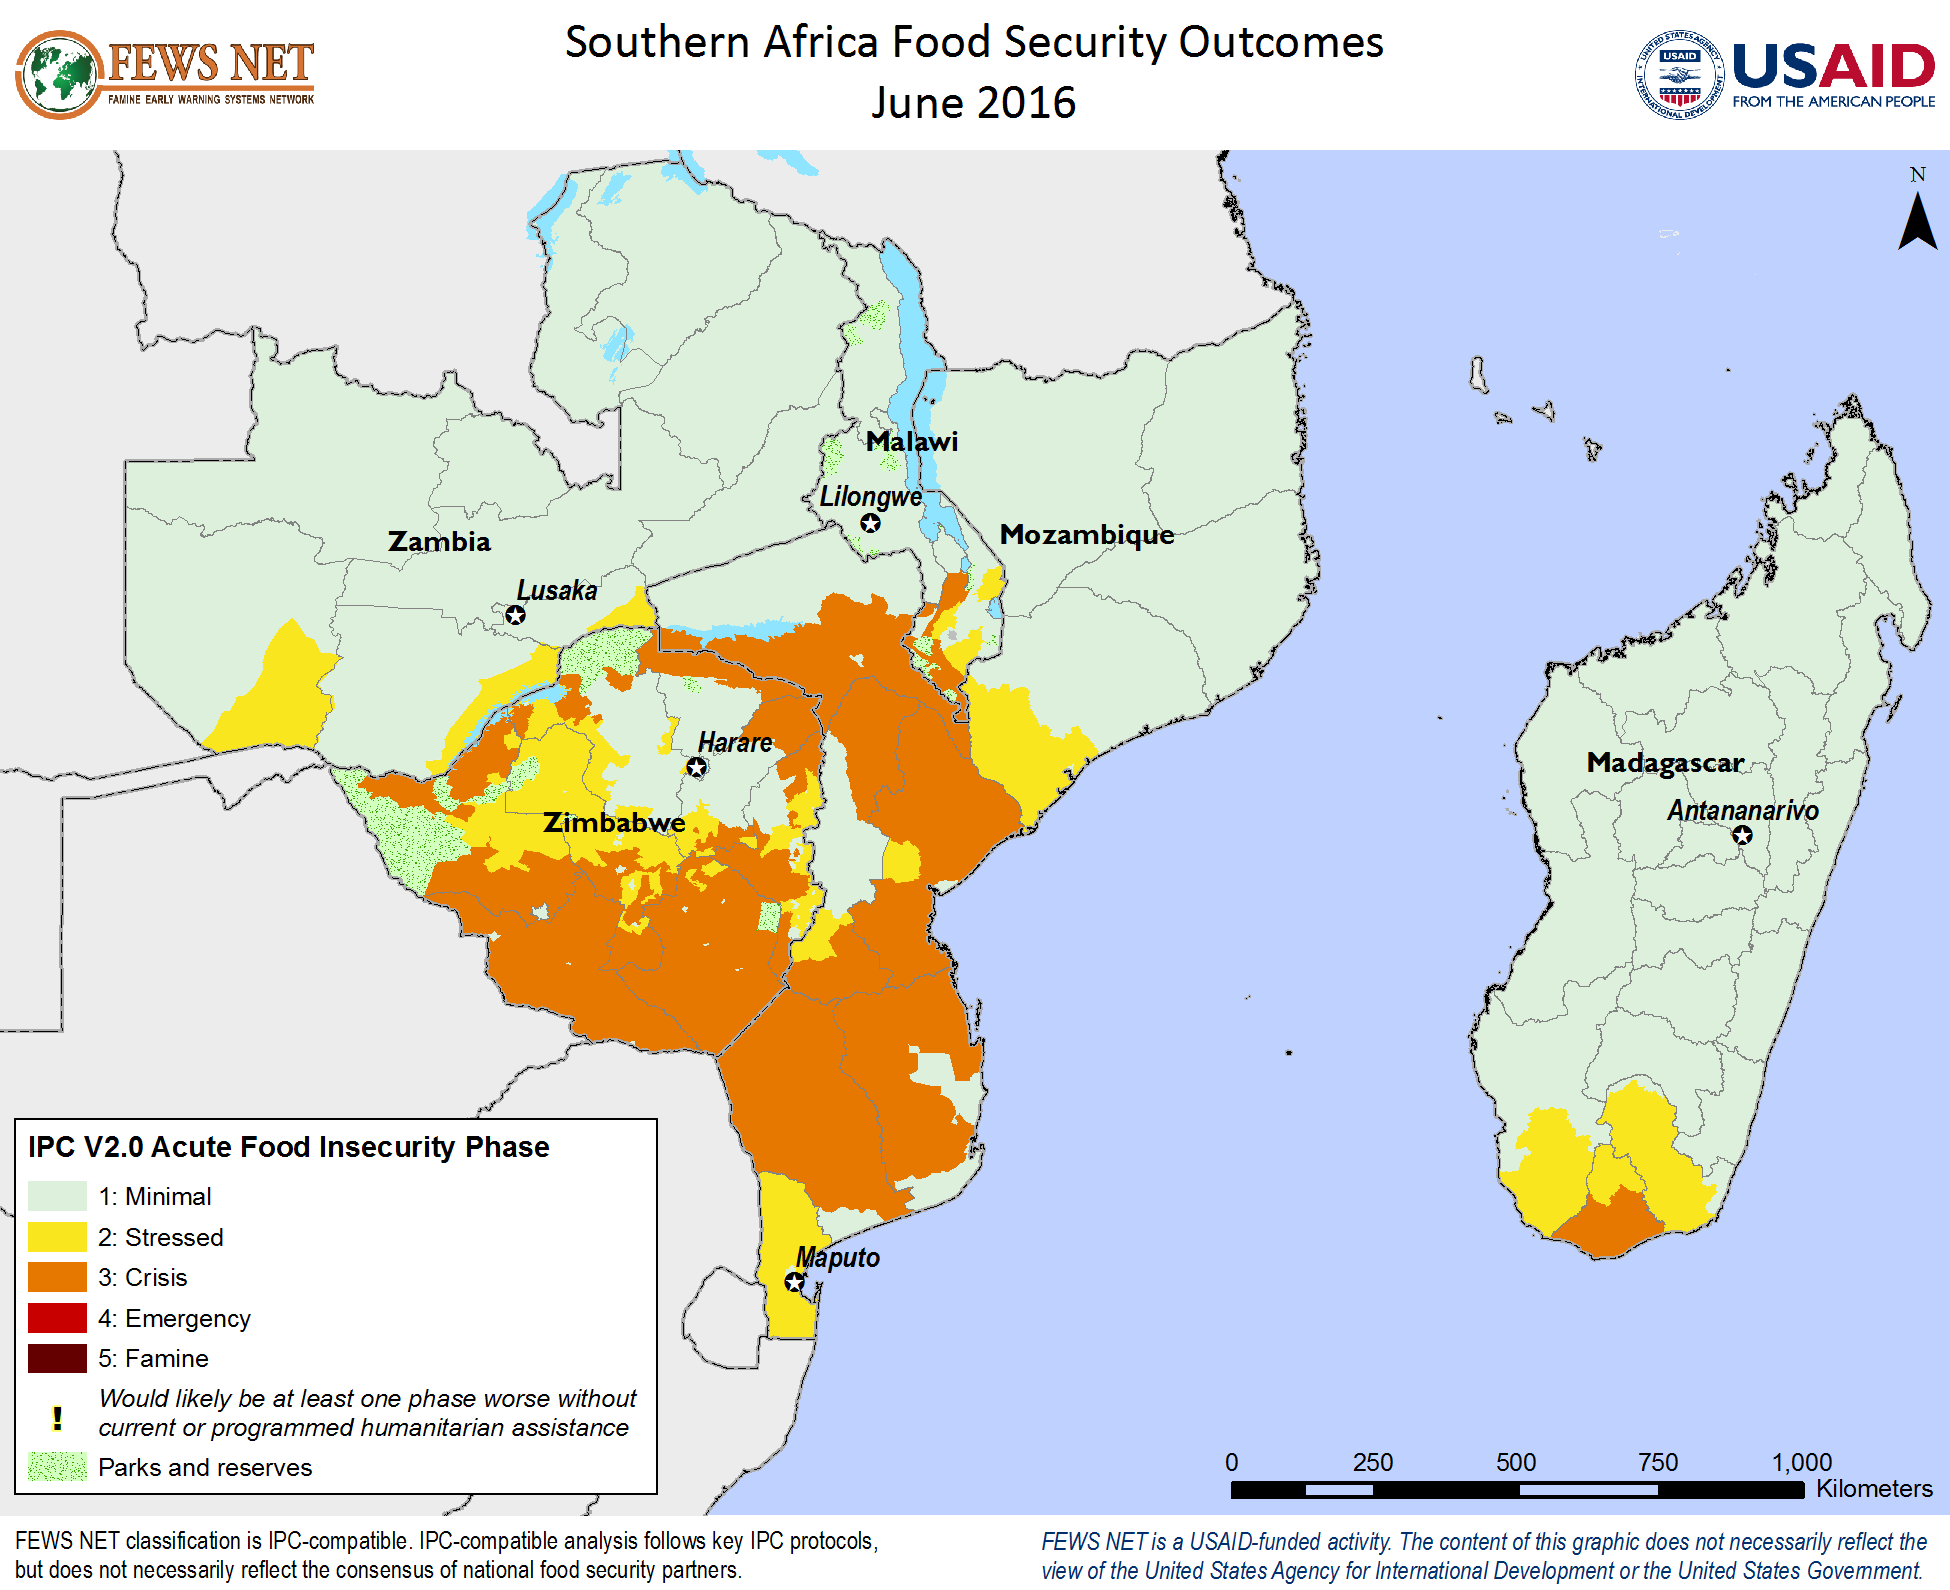 FEWS NET
FAMINE EARLY WARNING SYSTEMS NETWORK
Southern Africa Food Security Outcomes
June 2016
UNITED STATES AGENCY
USAID
INTERNATIONAL DEVELOPMENT
USAID
FROM THE AMERICAN PEOPLE
N
Malawi
Lilongwe
Mozambique
Zambia
Lusaka
Harare
Zimbabwe
Madagascar
Antananarivo
Maputo
IPC V2.0 Acute Food Insecurity Phase
1: Minimal
2: Stressed
3: Crisis
4: Emergency
5: Famine
! Would likely be at least one phase worse without
current or programmed humanitarian assistance
Parks and reserves
0 250 500 750 1,000
Kilometers
FEWS NET classification is IPC-compatible. IPC-compatible analysis follows key IPC protocols,
but does not necessarily reflect the consensus of national food security partners.
FEWS NET is a USAID-funded activity. The content of this graphic does not necessarily reflect the
view of the United States Agency for International Development or the United States Government.